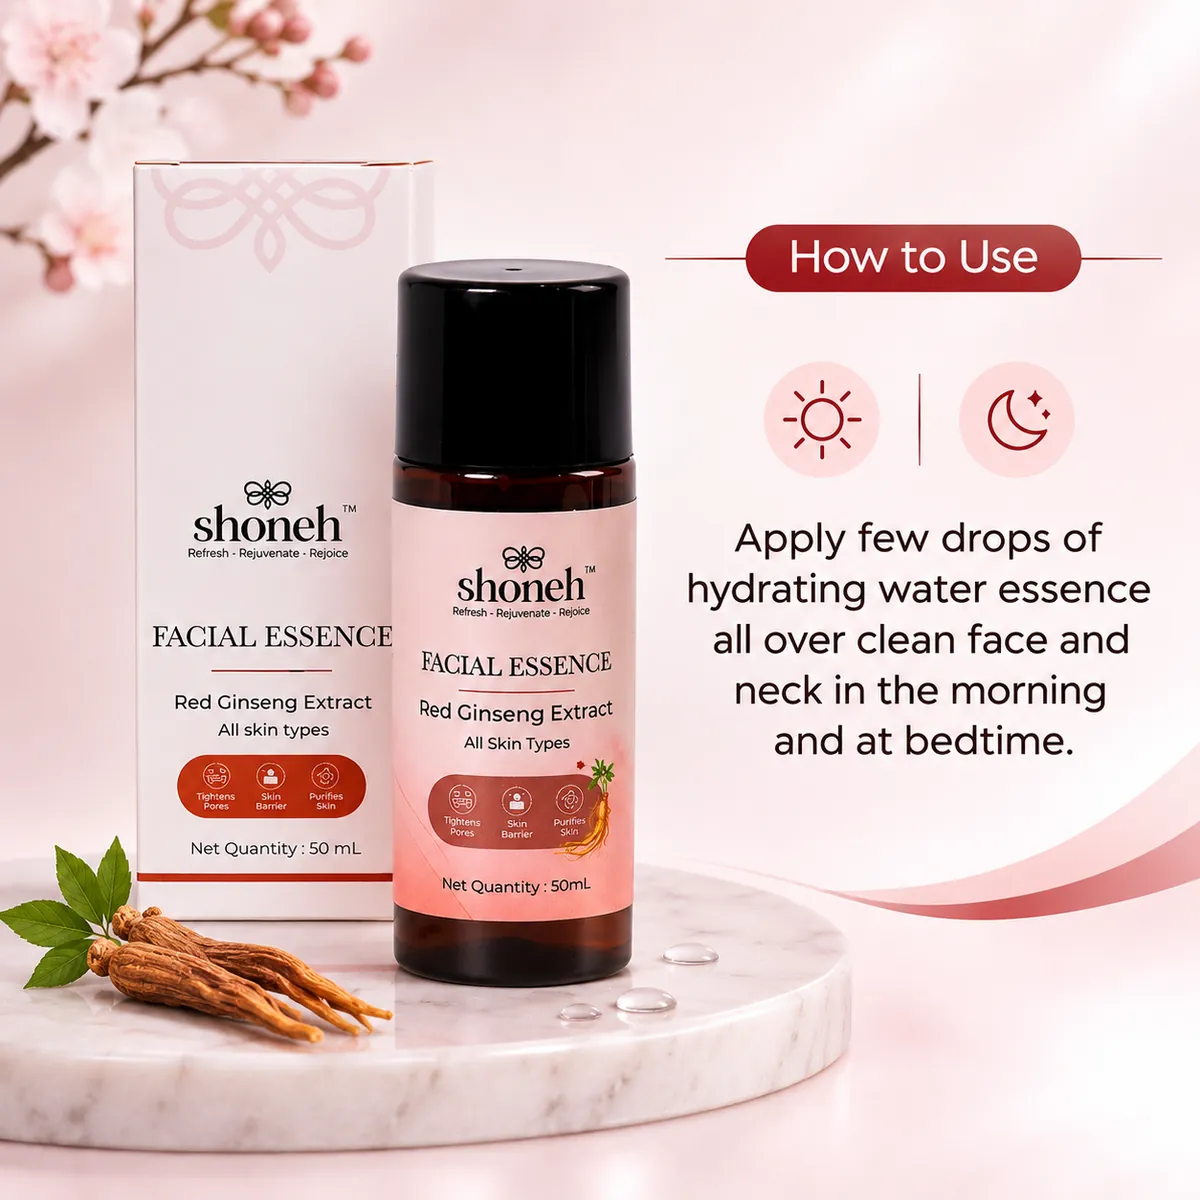 shoneh™
Refresh - Rejuvenate - Rejoice
FACIAL ESSENCE
Red Ginseng Extract
All skin types
Tightens
Pores
Skin
Barrier
Purifies
Skin
Net Quantity : 50 mL
shoneh™
Refresh - Rejuvenate - Rejoice
FACIAL ESSENCE
Red Ginseng Extract
All Skin Types
Tightens
Pores
Skin
Barrier
Purifies
Skin
Net Quantity : 50mL
How to Use
Apply few drops of
hydrating water essence
all over clean face and
neck in the morning
and at bedtime.